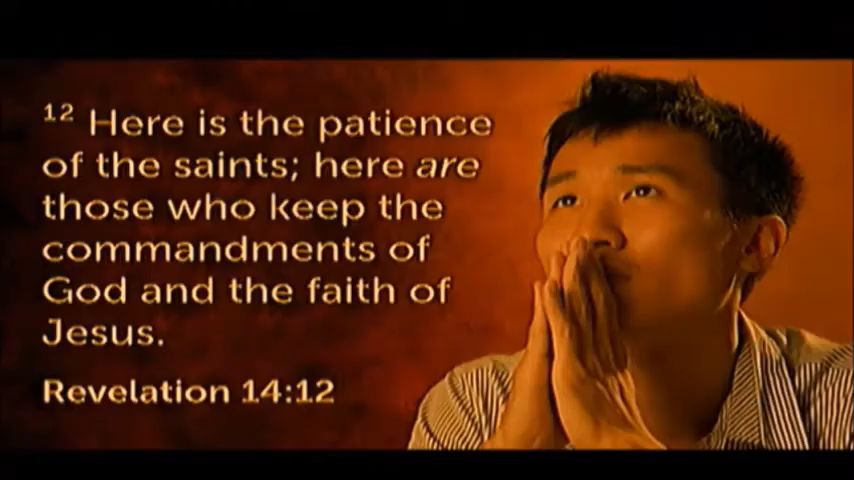 12 Here is the patience
of the saints; here are
those who keep the
commandments of
God and the faith of
Jesus.
Revelation 14:12